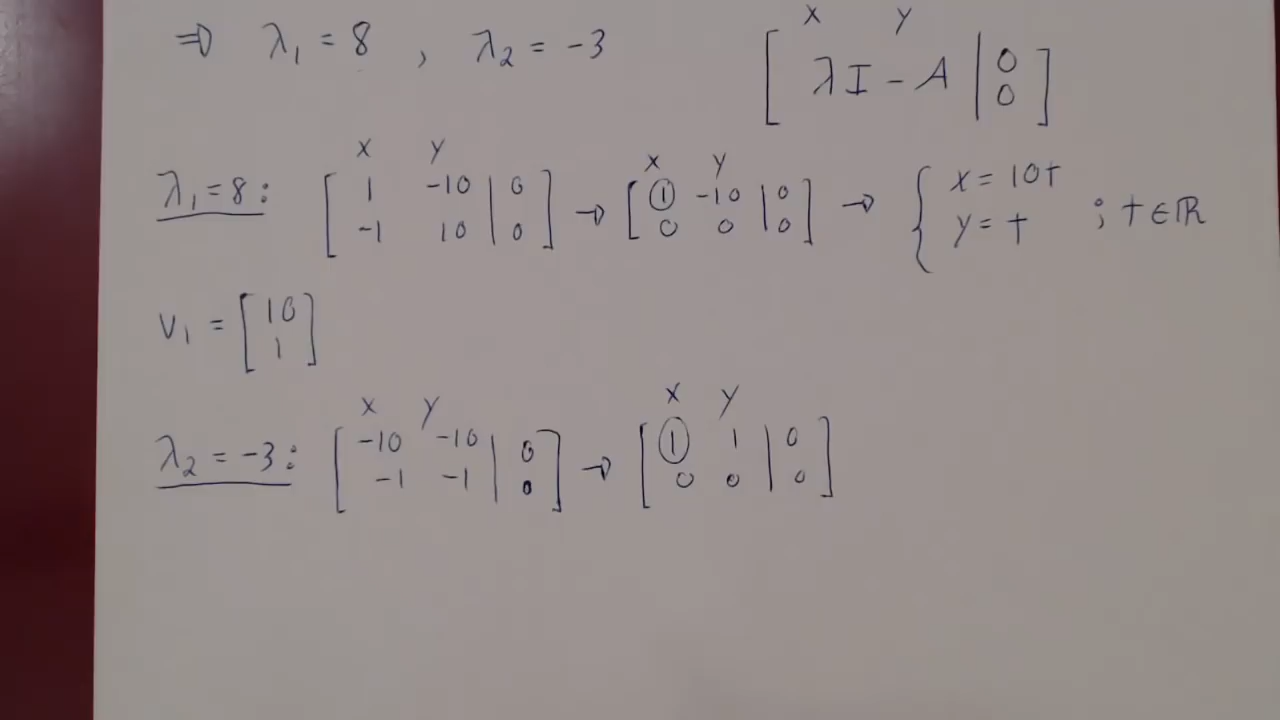 ⇒ λ₁ = 8 , λ₂ = -3
x y
[ λI - A | 0
0 ]
x y
x y
λ₁ = 8 : [ 1 -10 | 0
-1 10 | 0 ] → [ 1 -10 | 0
0 0 | 0 ] → { x = 10t
y = t ; t ∈ ℝ
v₁ = [ 10
1 ]
x y
x y
λ₂ = -3 : [ -10 -10 | 0
-1 -1 | 0 ] → [ 1 1 | 0
0 0 | 0 ]